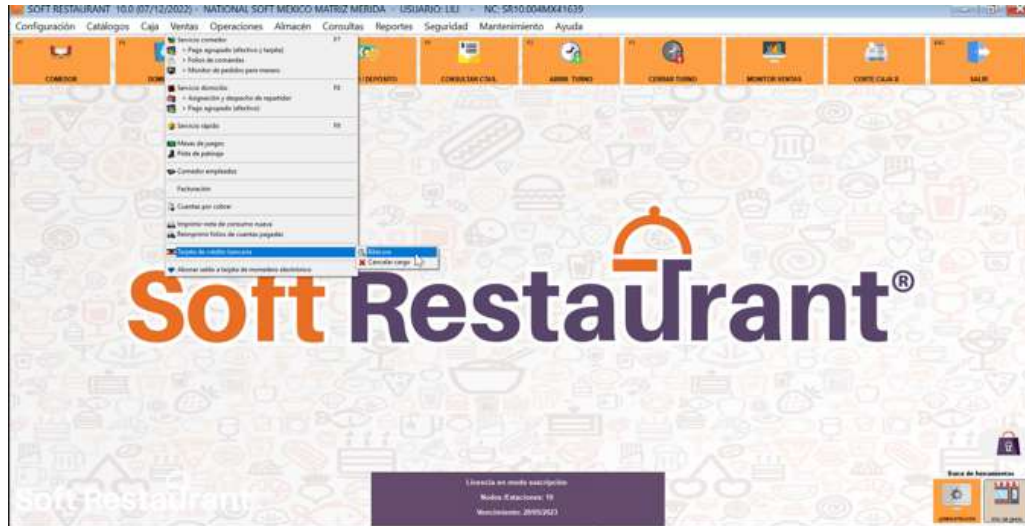 SOFT RESTAURANT 10.0 (07/12/2022) - NATIONAL SOFT MEXICO MATRIZ MERIDA - USUARIO: LILI - NC: SR10.004MX41639
Configuración Catálogos Caja Ventas Operaciones Almacén Consultas Reportes Seguridad Mantenimiento Ayuda
COMEDOR
CONSULTAR CTAS.
ABRIR TURNO
CERRAR TURNO
MONITOR VENTAS
CORTE CAJA X
SALIR
Servicio comedor F7
> Pago agrupado (efectivo y tarjeta)
> Folios de comandas
> Monitor de pedidos para meseros
Servicio domicilio F8
> Asignación y despacho de repartidor
> Pago agrupado (efectivo)
Servicio rápido F9
Mesas de juegos
Pista de patinaje
Comedor empleados
Facturación
Cuentas por cobrar
Imprimir nota de consumo nueva
Reimprimir folios de cuentas pagadas
Tarjeta de crédito bancaria
Bitácora
Cancelar cargo
Abonar saldo a tarjeta de monedero electrónico
Soft Restaurant®
Licencia en modo suscripción
Nodos /Estaciones: 10
Vencimiento: 20/05/2023
Soft Restaurant
Barra de herramientas